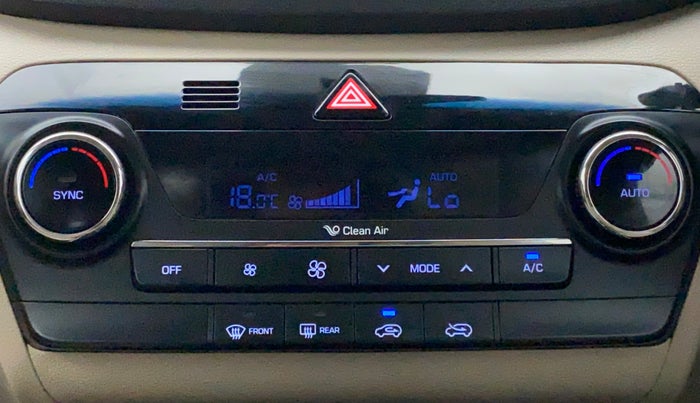 A/C AUTO
18.0°C Lo
SYNC AUTO
Clean Air
OFF MODE A/C
FRONT REAR